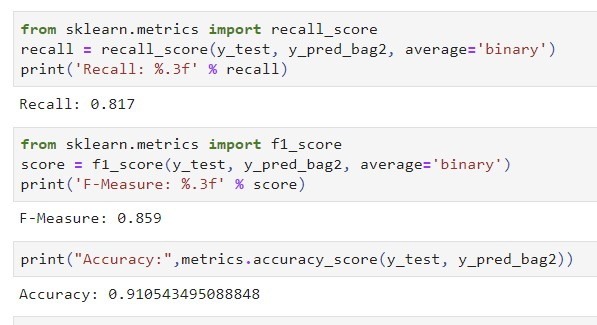 from sklearn.metrics import recall_score
recall = recall_score(y_test, y_pred_bag2, average='binary')
print('Recall: %.3f' % recall)
Recall: 0.817
from sklearn.metrics import f1_score
score = f1_score(y_test, y_pred_bag2, average='binary')
print('F-Measure: %.3f' % score)
F-Measure: 0.859
print("Accuracy:",metrics.accuracy_score(y_test, y_pred_bag2))
Accuracy: 0.910543495088848